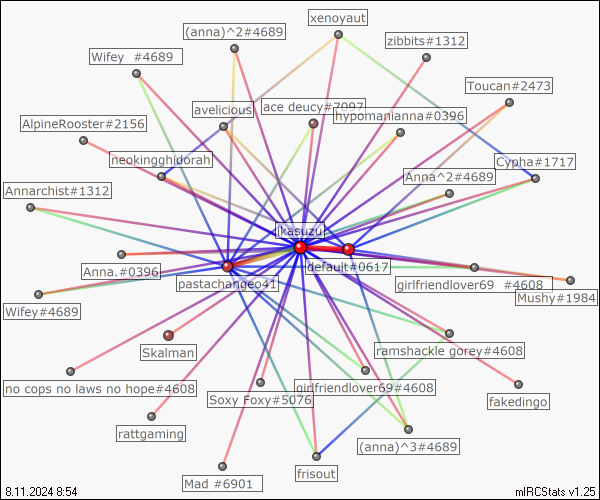 xenoyaut
(anna)^2#4689
zibbits#1312
Wifey  #4689
Toucan#2473
avelicious
ace deucy#7097
hypomanianna#0396
AlpineRooster#2156
neokingghidorah
Cypha#1717
Anna^2#4689
Annarchist#1312
ikasuzu
Anna.#0396
default#0617
pastachangeo41
girlfriendlover69  #4608
Mushy#1984
Wifey#4689
Skalman
ramshackle gorey#4608
no cops no laws no hope#4608
girlfriendlover69#4608
Soxy Foxy#5076
fakedingo
rattgaming
(anna)^3#4689
frisout
Mad #6901
8.11.2024 8:54
mIRCStats v1.25